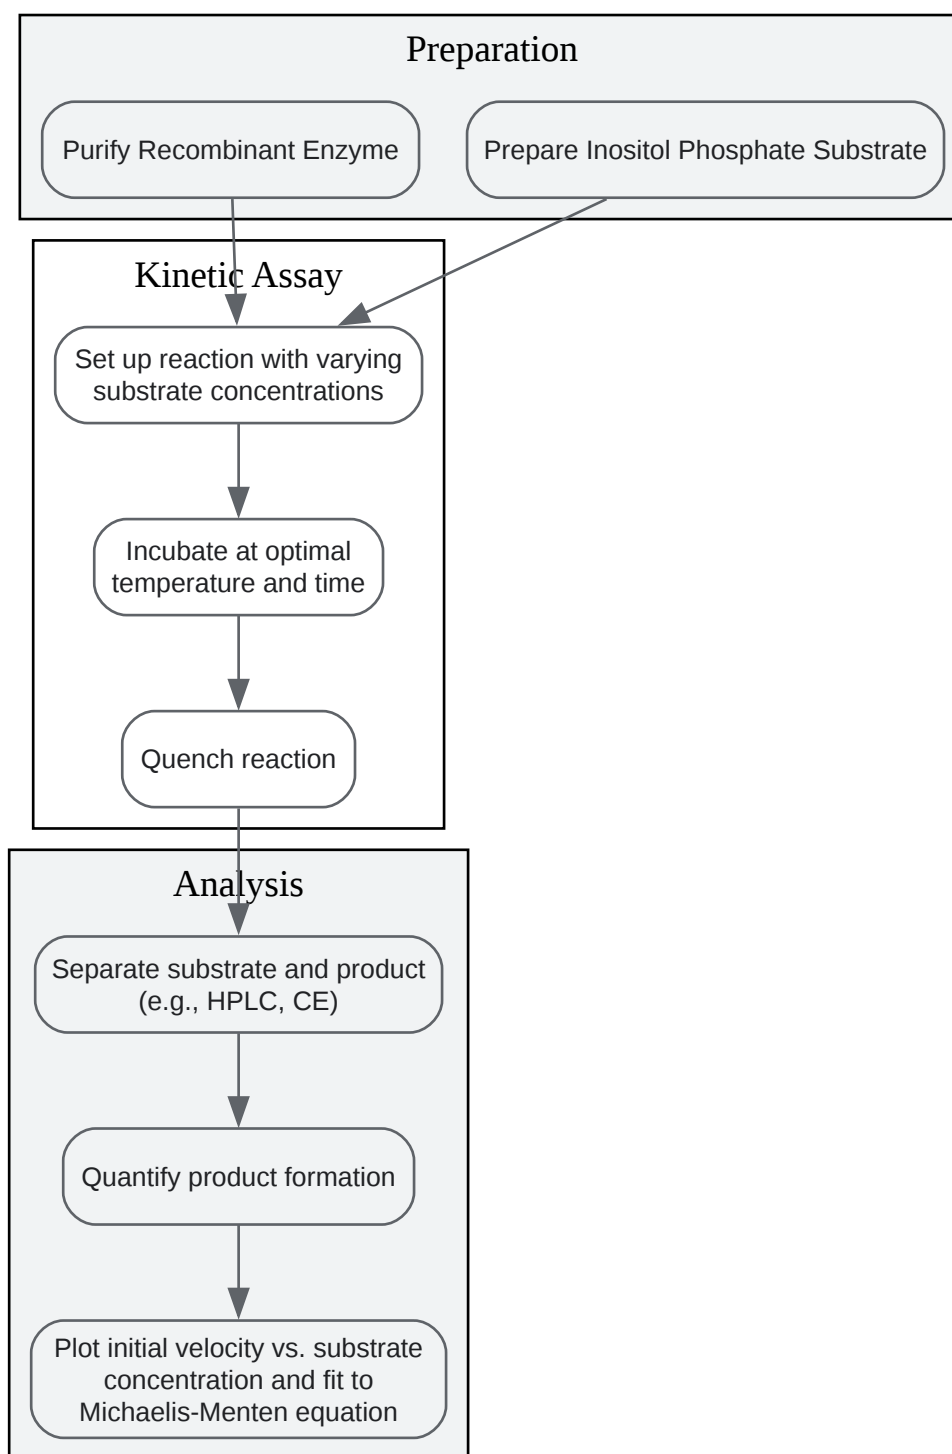 Preparation
Purify Recombinant Enzyme
Prepare Inositol Phosphate Substrate
Kinetic Assay
Set up reaction with varying
substrate concentrations
Incubate at optimal
temperature and time
Quench reaction
Analysis
Separate substrate and product
(e.g., HPLC, CE)
Quantify product formation
Plot initial velocity vs. substrate
concentration and fit to
Michaelis-Menten equation